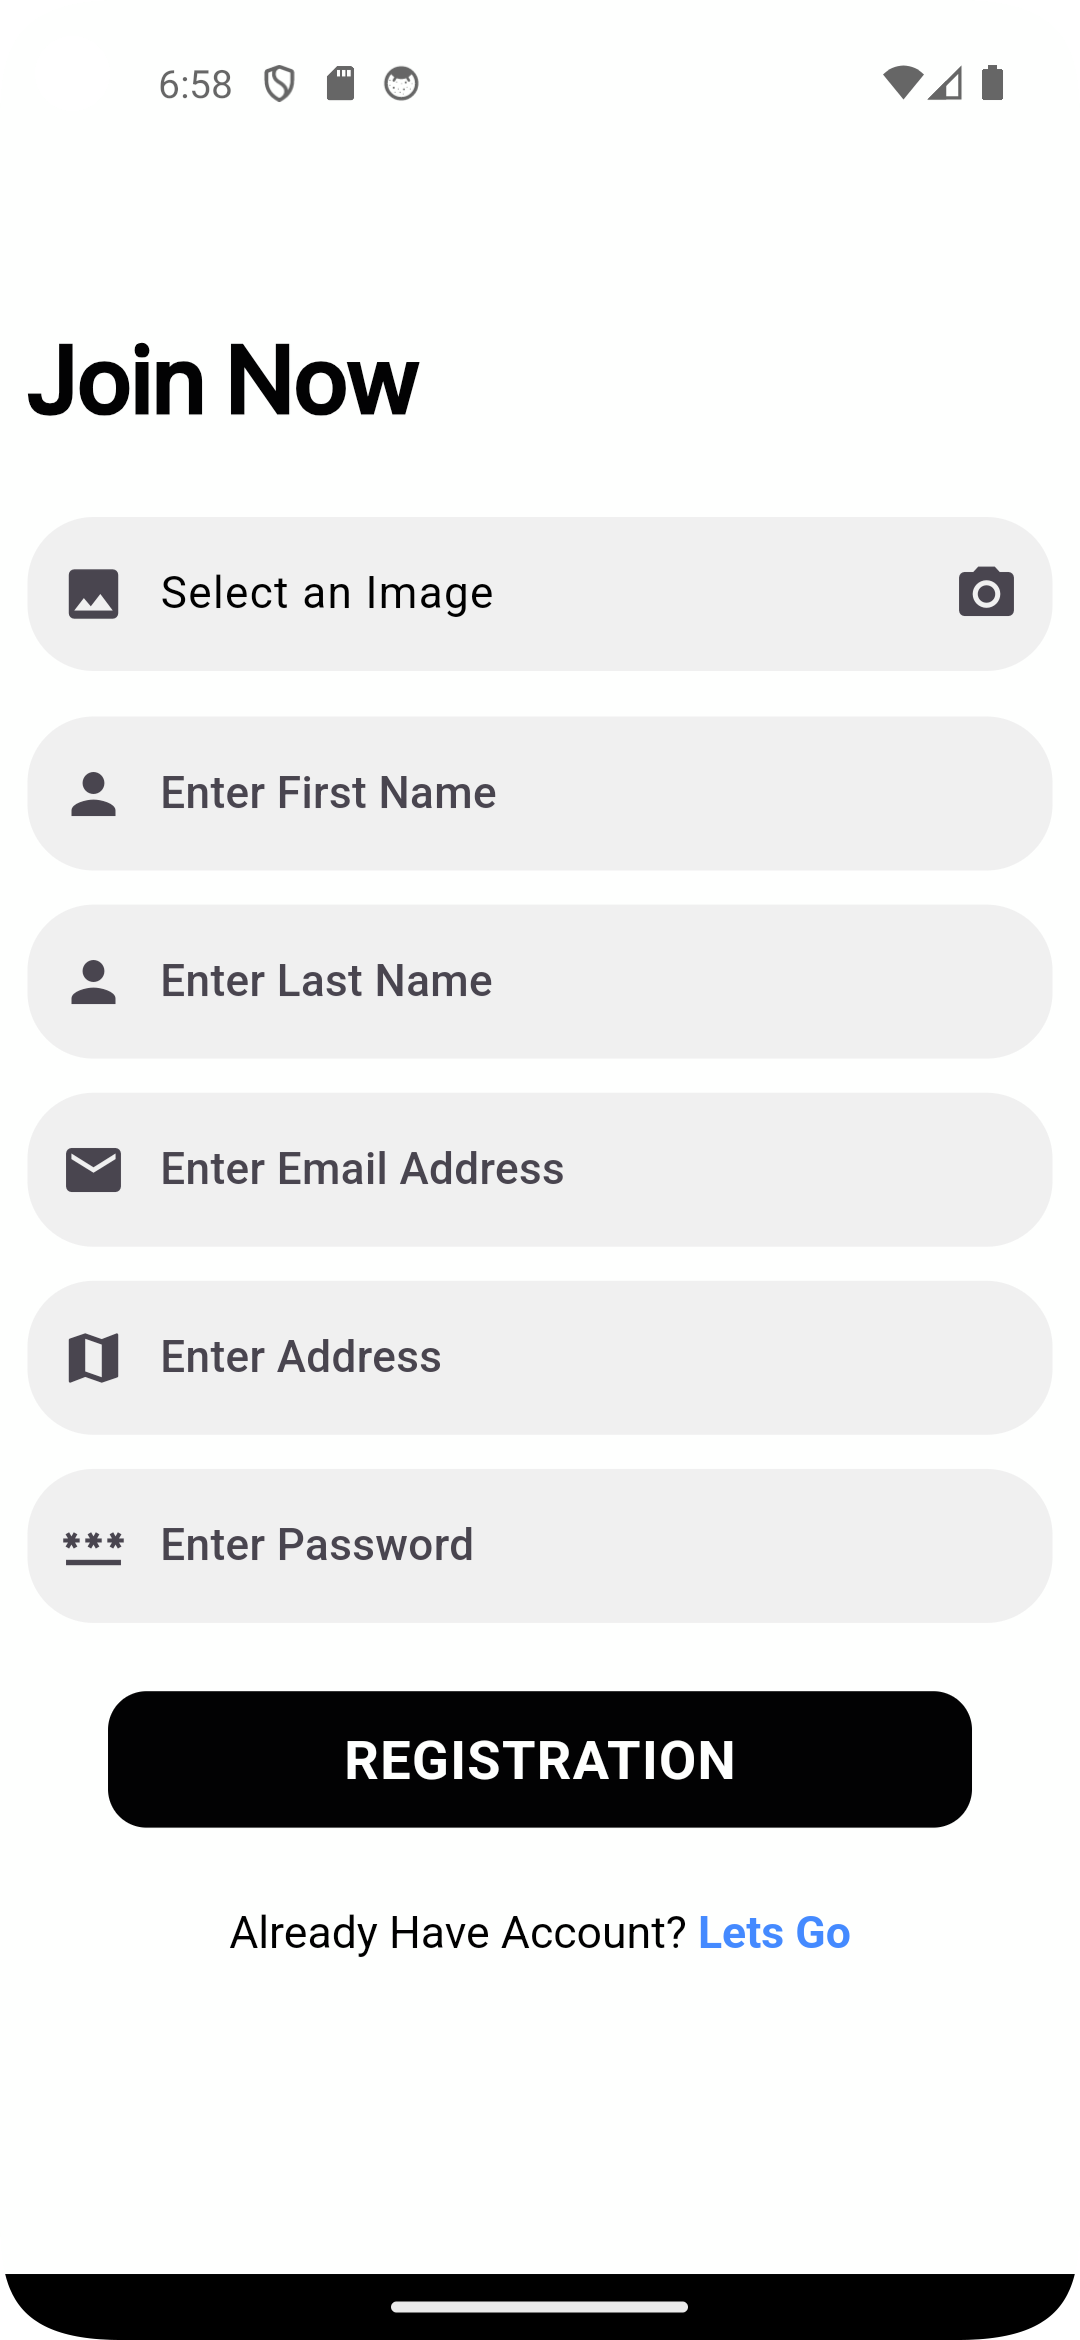 6:58
Join Now
Select an Image
Enter First Name
Enter Last Name
Enter Email Address
Enter Address
Enter Password
REGISTRATION
Already Have Account? Lets Go